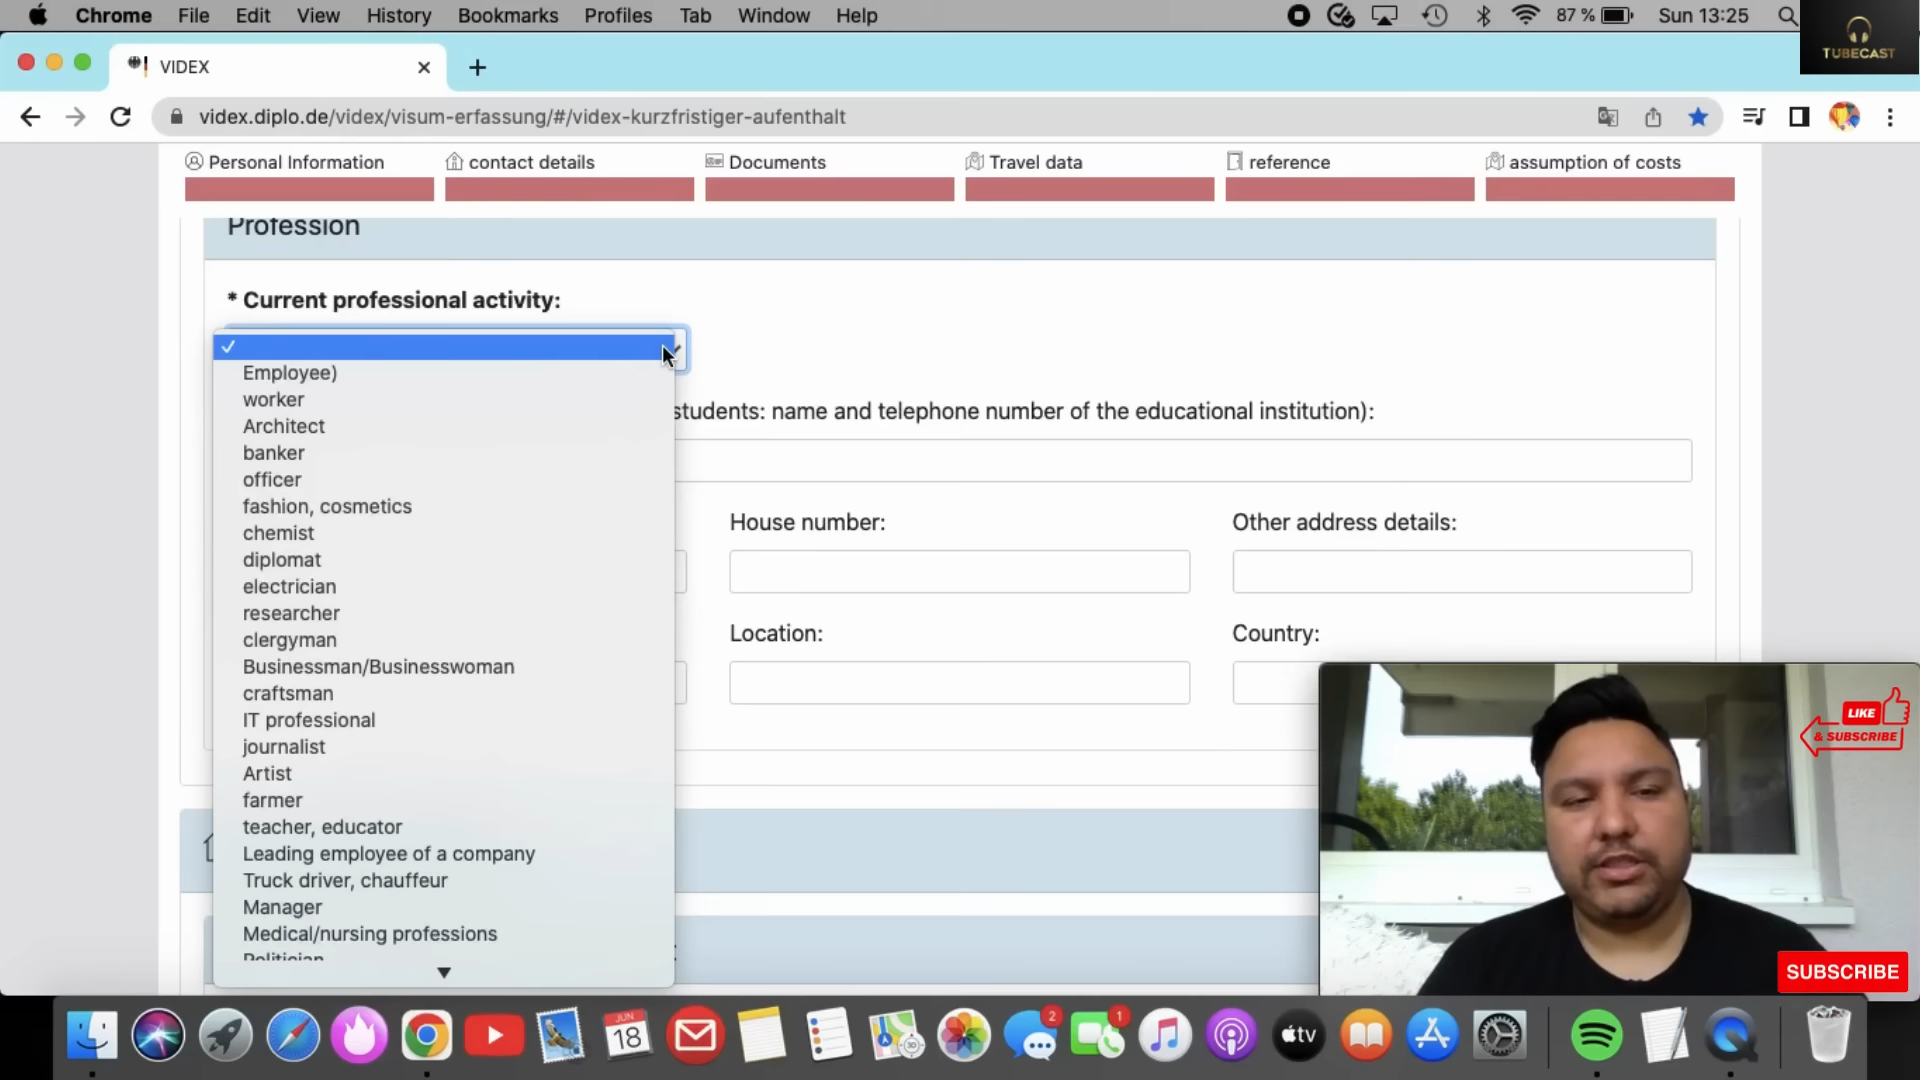 Chrome File Edit View History Bookmarks Profiles Tab Window Help 87 % Sun 13:25
TUBECAST
VIDEX
videx.diplo.de/videx/visum-erfassung/#/videx-kurzfristiger-aufenthalt
Personal Information contact details Documents Travel data reference assumption of costs
Profession
* Current professional activity:
Employee)
worker
students: name and telephone number of the educational institution):
Architect
banker
officer
fashion, cosmetics
House number: Other address details:
chemist
diplomat
electrician
researcher
clergyman
Location: Country:
Businessman/Businesswoman
craftsman
IT professional
journalist
Artist
farmer
teacher, educator
Leading employee of a company
Truck driver, chauffeur
Manager
Medical/nursing professions
Politician
LIKE
& SUBSCRIBE
SUBSCRIBE
JUN
18
2
1
tv